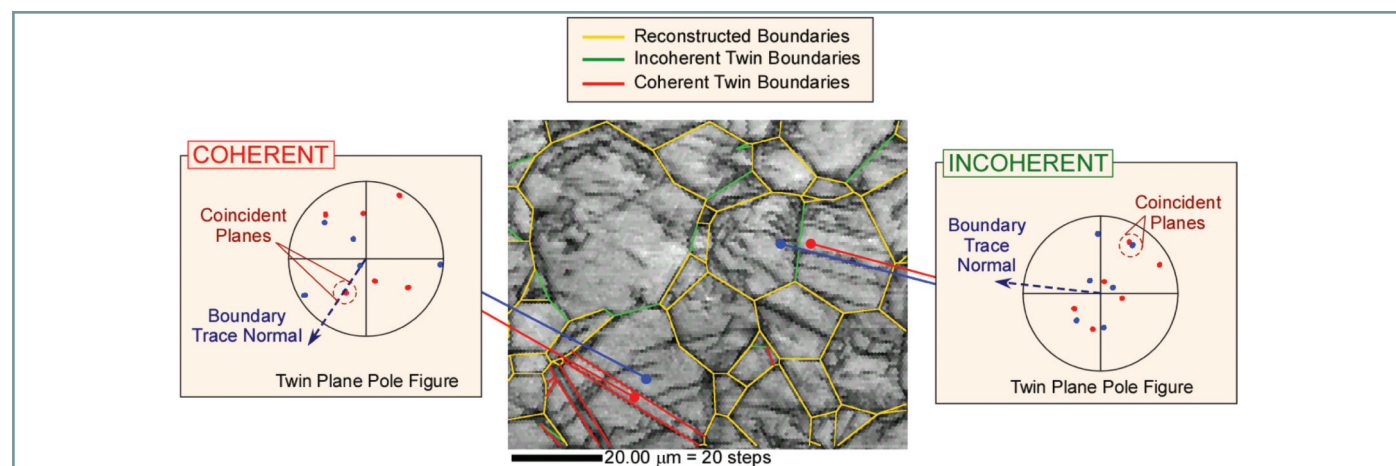 Reconstructed Boundaries
Incoherent Twin Boundaries
Coherent Twin Boundaries
COHERENT
Coincident
Planes
Boundary
Trace Normal
Twin Plane Pole Figure
INCOHERENT
Coincident
Planes
Boundary
Trace
Normal
Twin Plane Pole Figure
20.00 μm = 20 steps